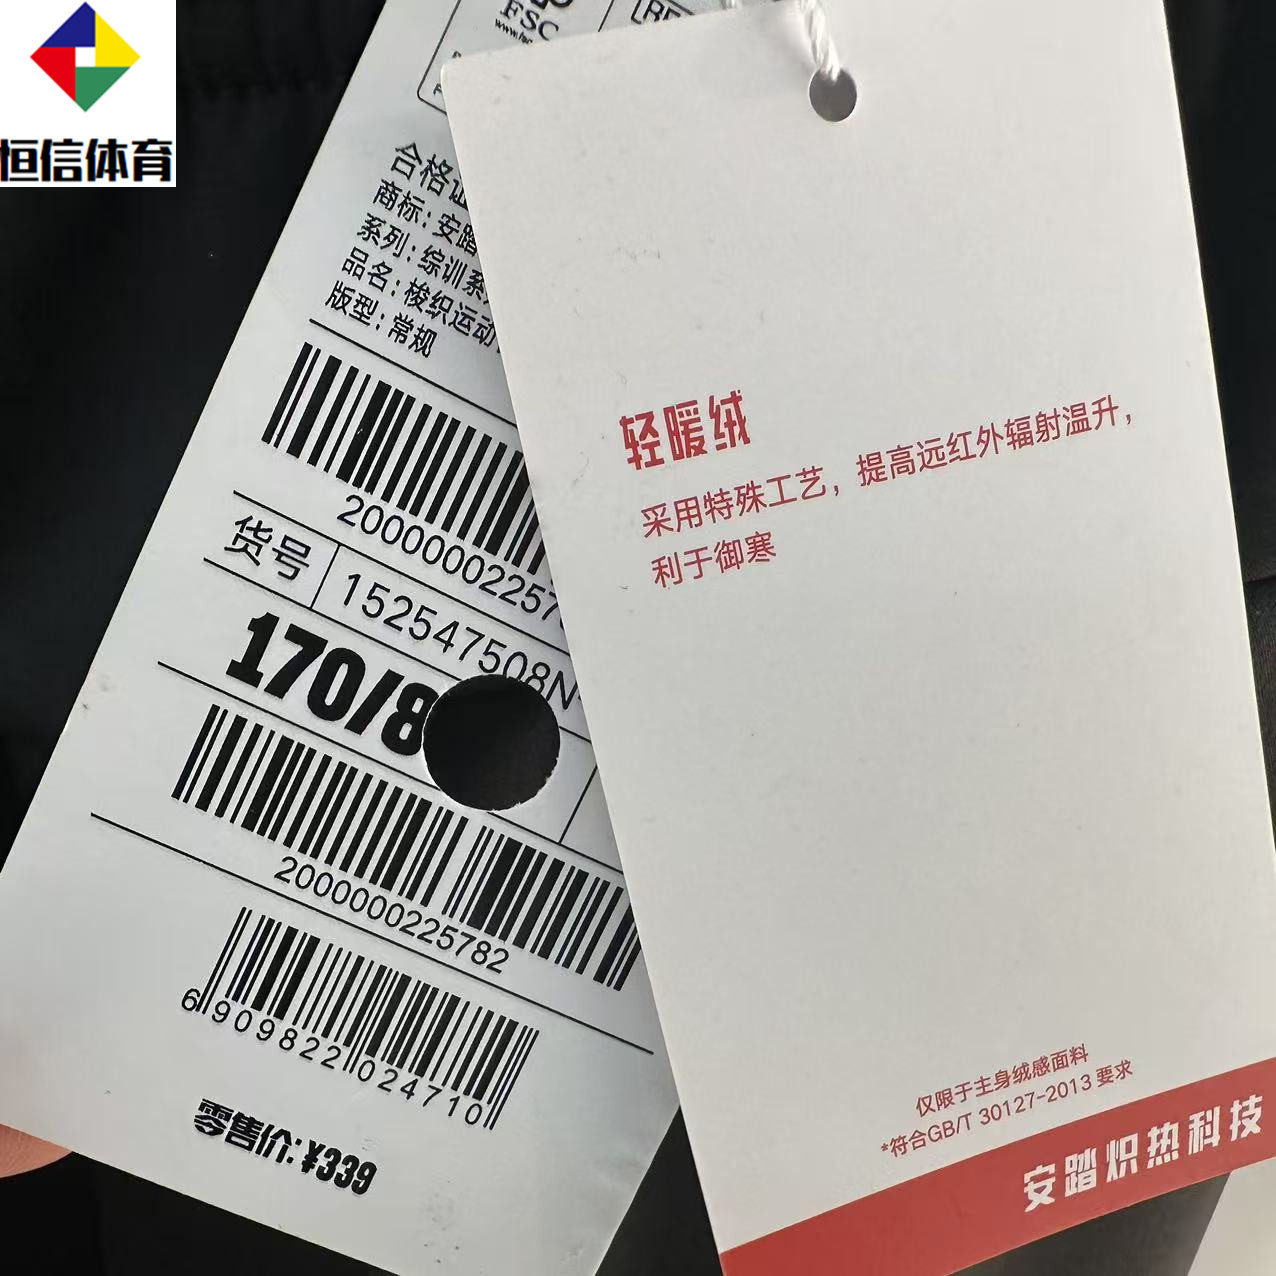 恒信体育
FSC
合格证
商标：安踏
系列：综训系
品名：梭织运动
版型：常规
20000002257
货号
152547508N
170/8
2000000225782
6909822024710
零售价：¥339
轻暖绒
采用特殊工艺，提高远红外辐射温升，
利于御寒
仅限于主身绒感面料
*符合GB/T 30127-2013 要求
安踏炽热科技